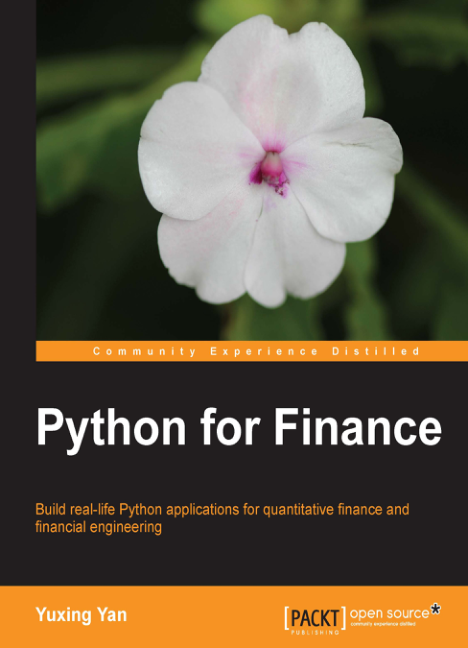 Community Experience Distilled
Python for Finance
Build real-life Python applications for quantitative finance and
financial engineering
Yuxing Yan
[PACKT] open source*
PUBLISHING community experience distilled